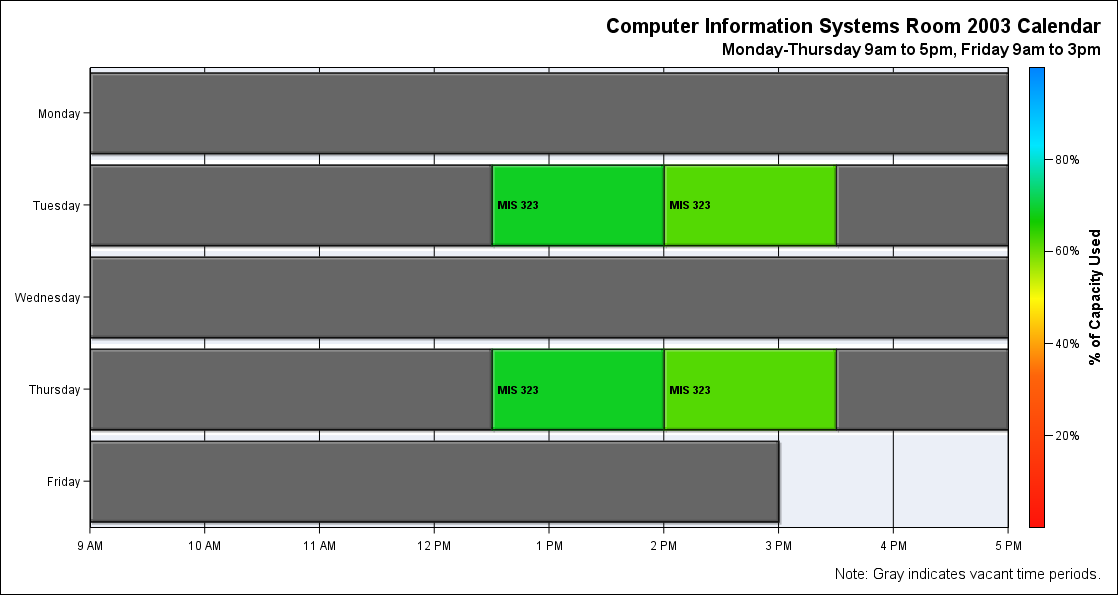 Computer Information Systems Room 2003 Calendar
Monday-Thursday 9am to 5pm, Friday 9am to 3pm
Monday
Tuesday
MIS 323
MIS 323
Wednesday
Thursday
MIS 323
MIS 323
Friday
9 AM
10 AM
11 AM
12 PM
1 PM
2 PM
3 PM
4 PM
5 PM
80%
60%
40%
20%
% of Capacity Used
Note: Gray indicates vacant time periods.